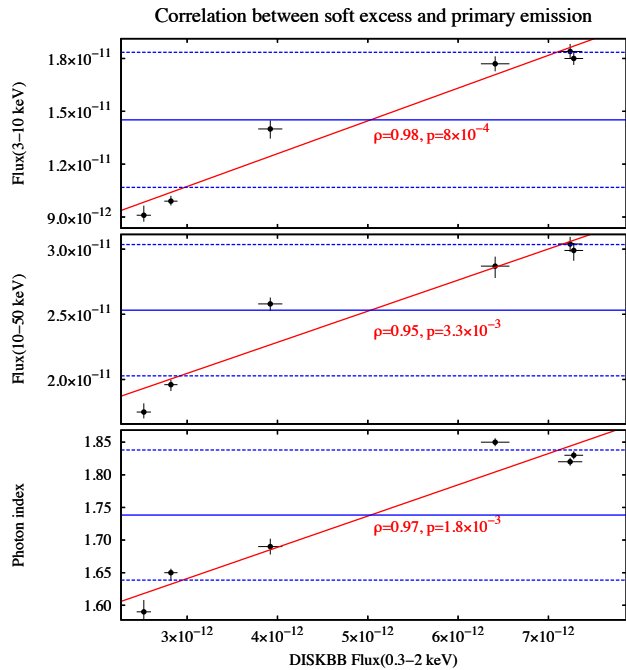 Correlation between soft excess and primary emission
Flux(3–10 keV)
1.8×10⁻¹¹
1.5×10⁻¹¹
1.2×10⁻¹¹
9.0×10⁻¹²
ρ=0.98, p=8×10⁻⁴
Flux(10–50 keV)
3.0×10⁻¹¹
2.5×10⁻¹¹
2.0×10⁻¹¹
ρ=0.95, p=3.3×10⁻³
Photon index
1.85
1.80
1.75
1.70
1.65
1.60
ρ=0.97, p=1.8×10⁻³
3×10⁻¹² 4×10⁻¹² 5×10⁻¹² 6×10⁻¹² 7×10⁻¹²
DISKBB Flux(0.3–2 keV)